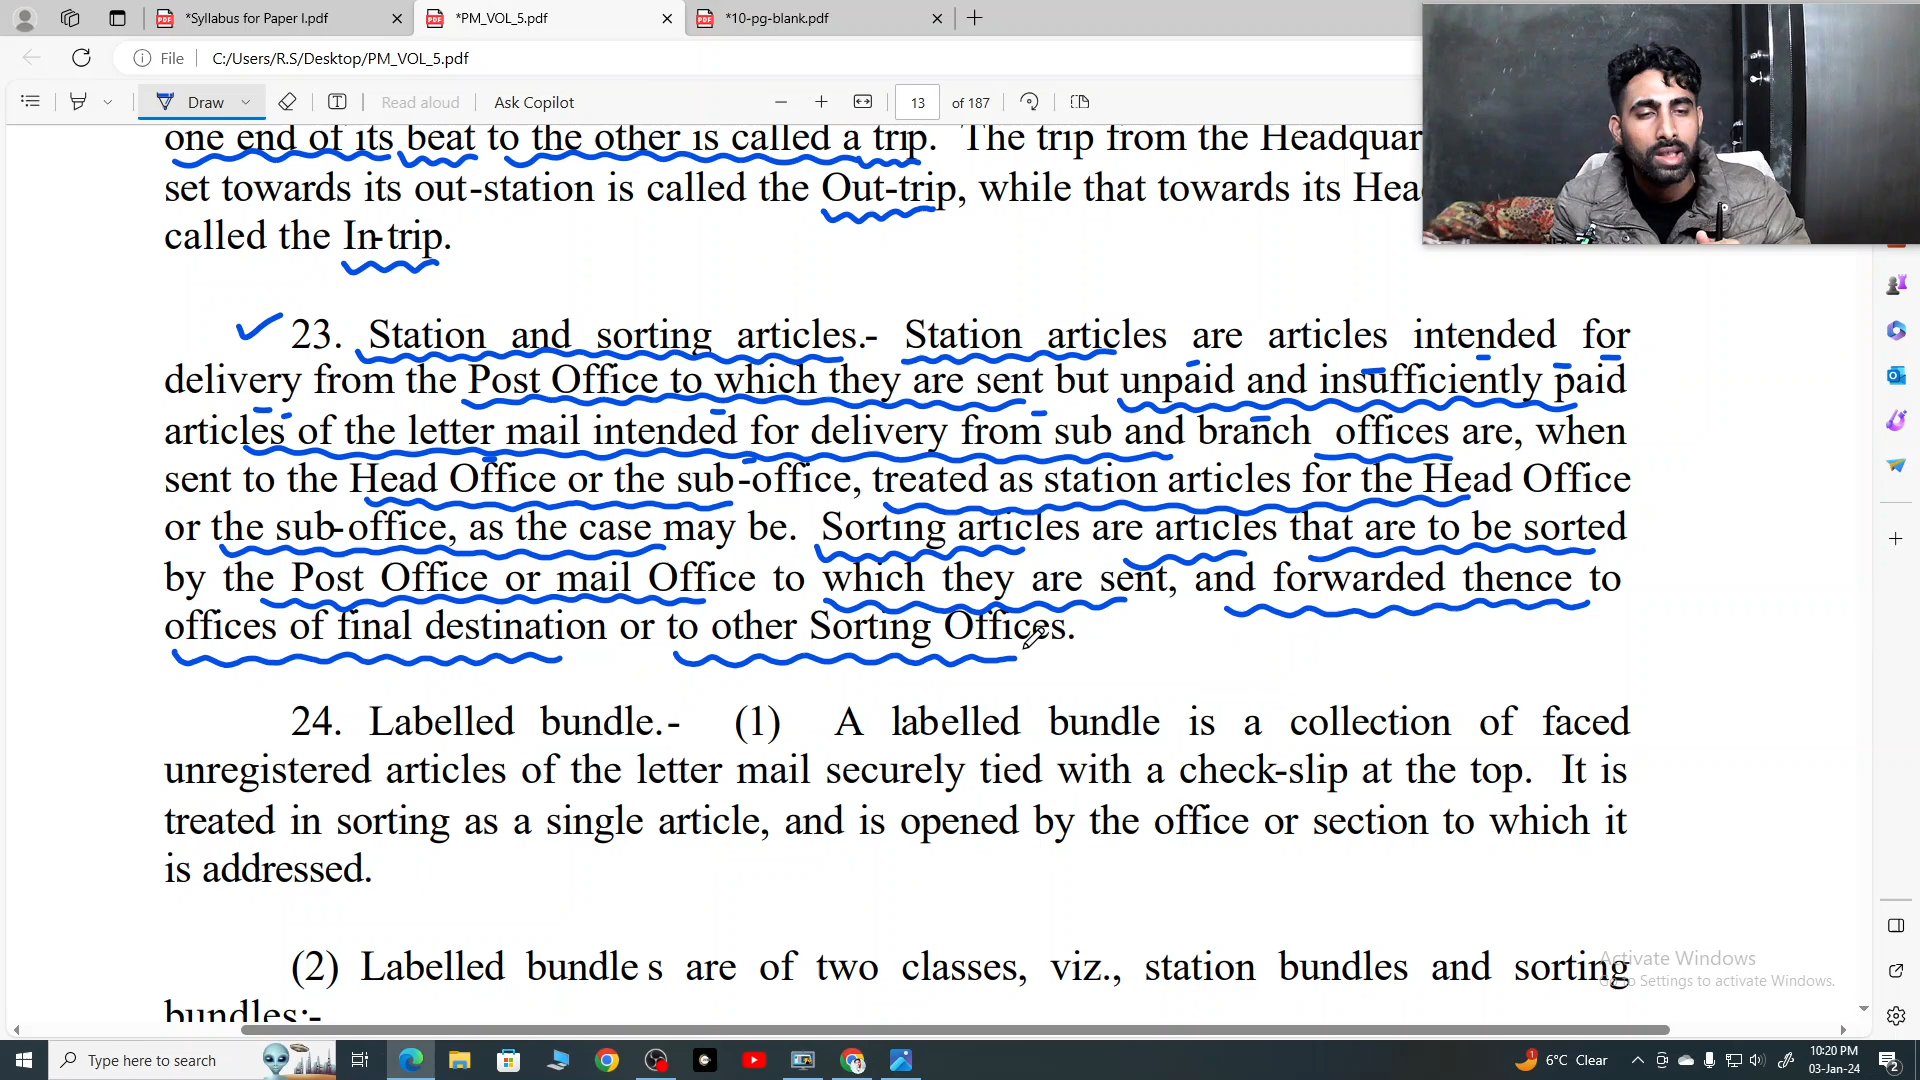 *Syllabus for Paper I.pdf
*PM_VOL_5.pdf
*10-pg-blank.pdf
File
C:/Users/R.S/Desktop/PM_VOL_5.pdf
Draw
Read aloud
Ask Copilot
13
of 187
one end of its beat to the other is called a trip. The trip from the Headquar
set towards its out-station is called the Out-trip, while that towards its Hea
called the In-trip.
23. Station and sorting articles.- Station articles are articles intended for
delivery from the Post Office to which they are sent but unpaid and insufficiently paid
articles of the letter mail intended for delivery from sub and branch offices are, when
sent to the Head Office or the sub-office, treated as station articles for the Head Office
or the sub-office, as the case may be. Sorting articles are articles that are to be sorted
by the Post Office or mail Office to which they are sent, and forwarded thence to
offices of final destination or to other Sorting Offices.
24. Labelled bundle.- (1) A labelled bundle is a collection of faced
unregistered articles of the letter mail securely tied with a check-slip at the top. It is
treated in sorting as a single article, and is opened by the office or section to which it
is addressed.
(2) Labelled bundle s are of two classes, viz., station bundles and sorting
bundles:-
Activate Windows
Go to Settings to activate Windows.
Type here to search
6°C Clear
10:20 PM
03-Jan-24
2